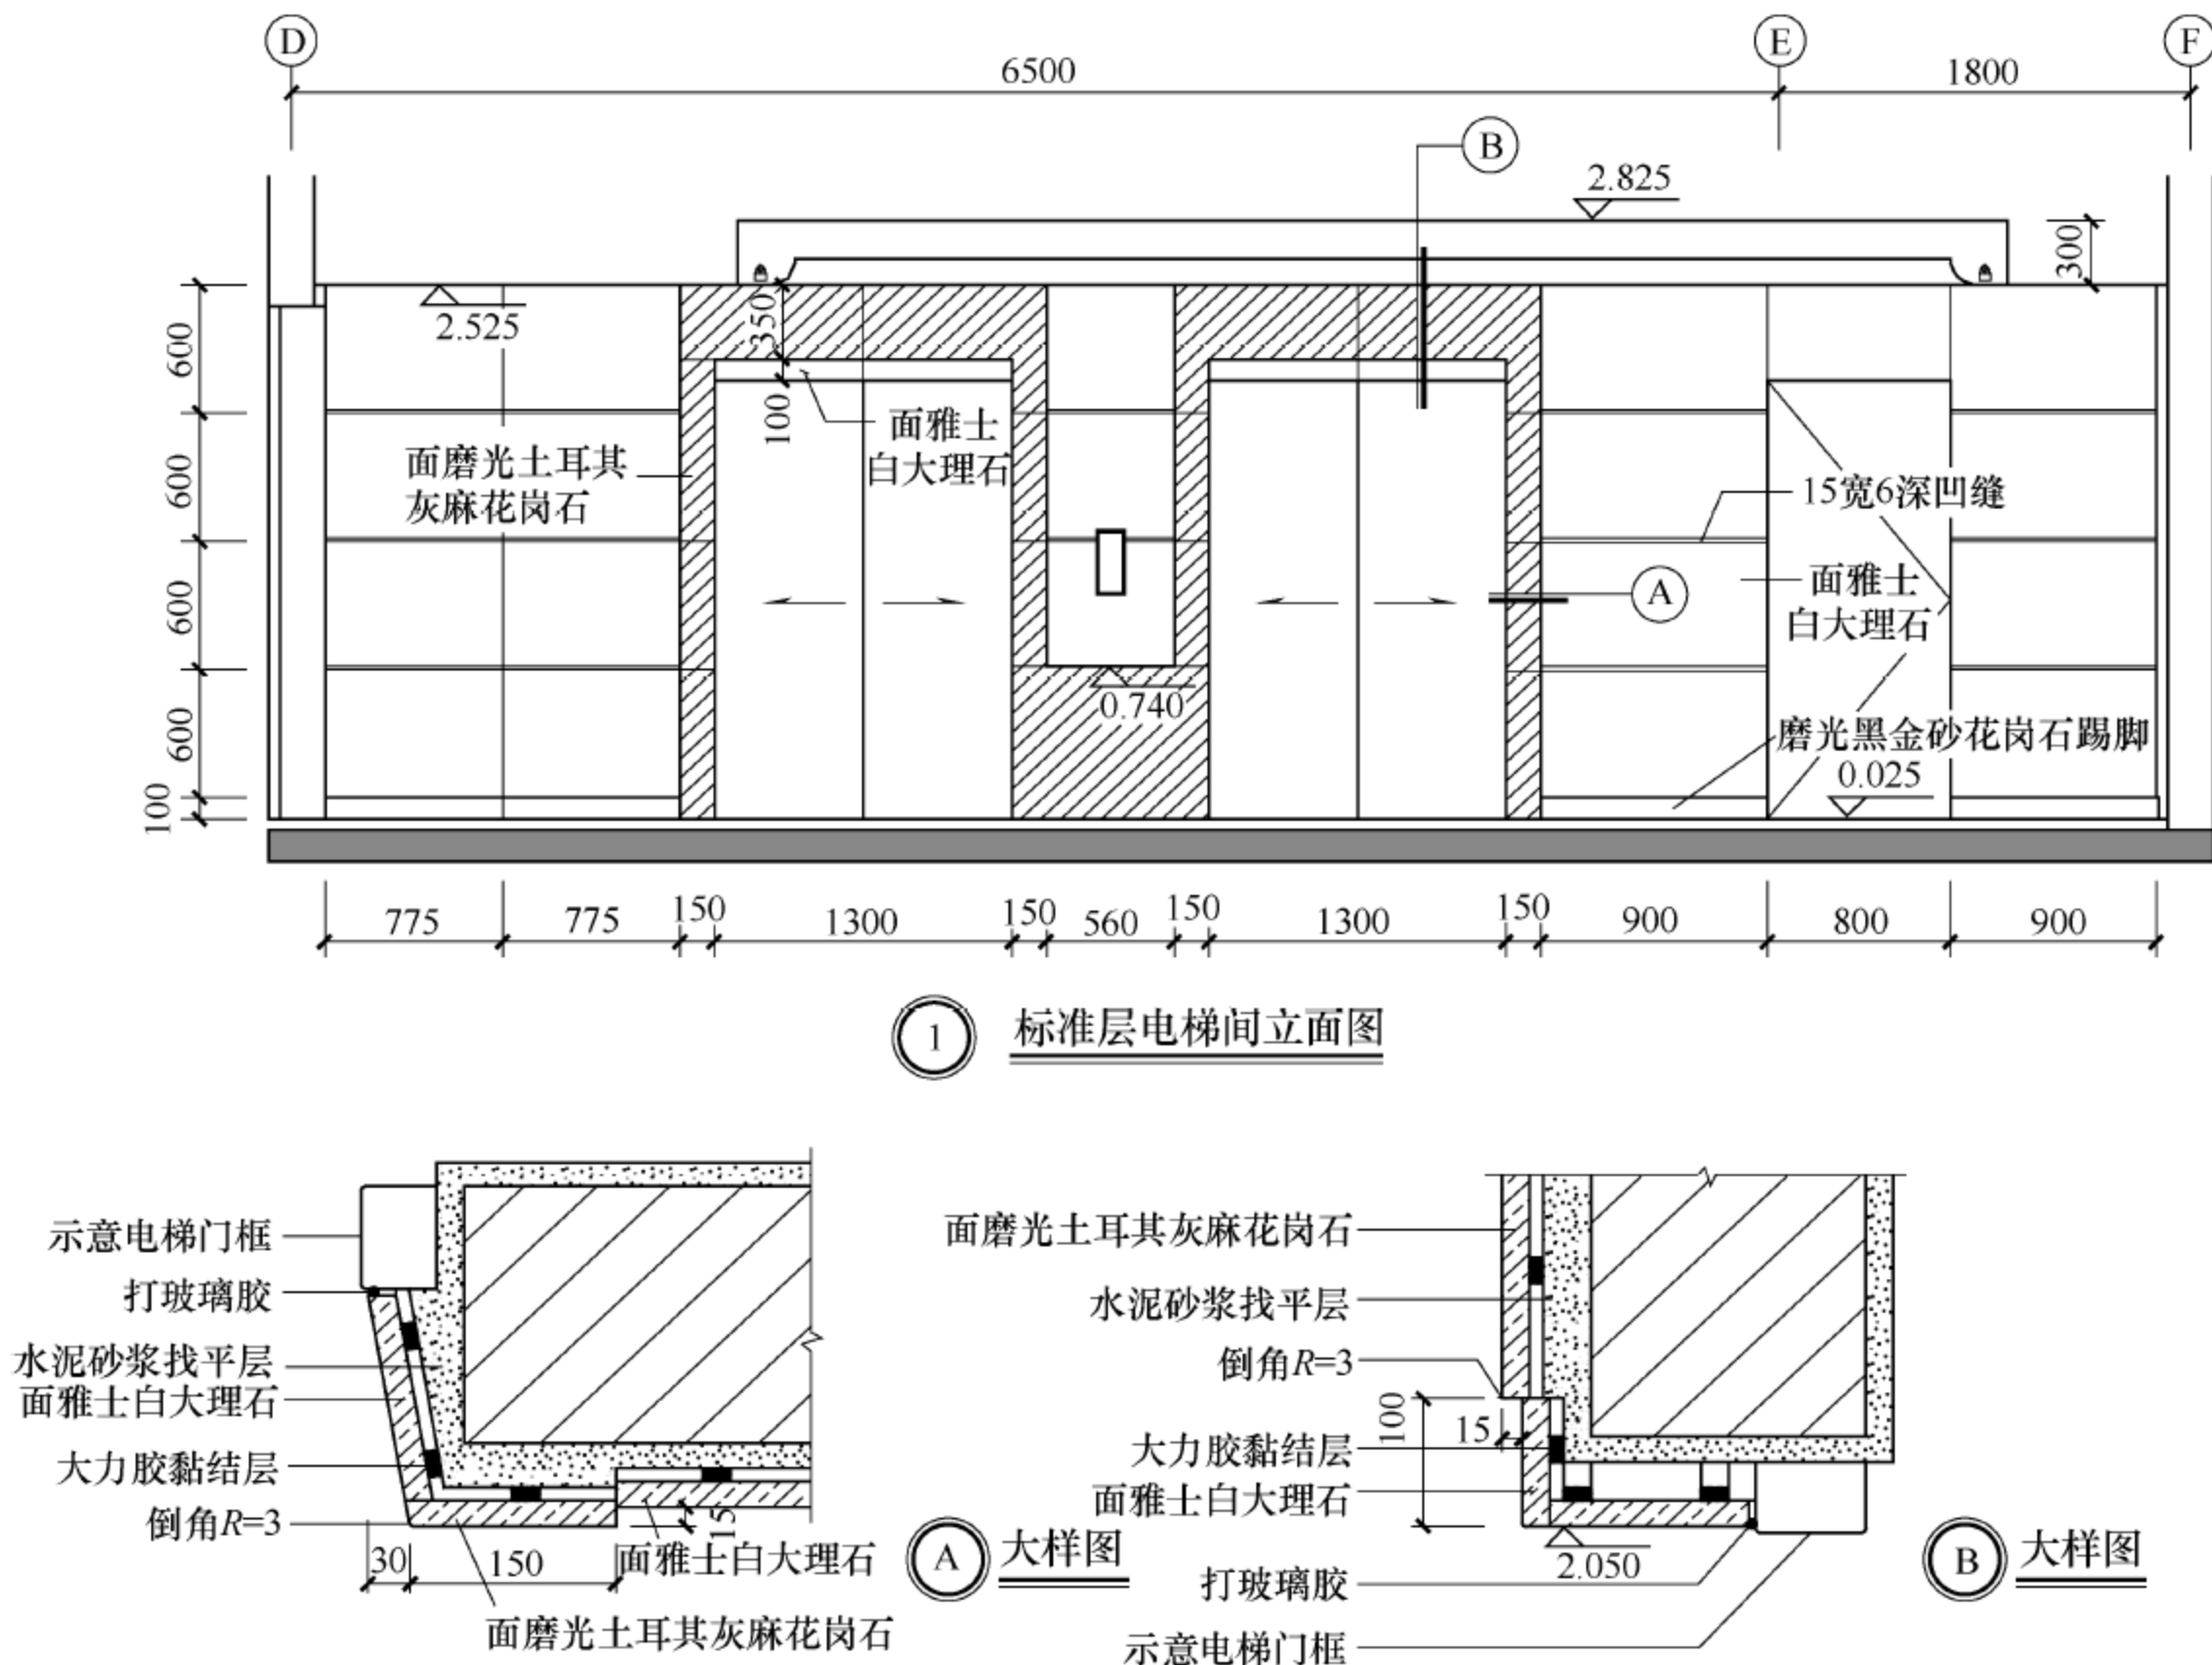 D
E
F
6500
1800
B
2.825
300
2.525
350
100
600
600
600
600
100
面磨光土耳其
灰麻花岗石
面雅士
白大理石
15宽6深凹缝
A
面雅士
白大理石
0.740
磨光黑金砂花岗石踢脚
0.025
775
775
150
1300
150
560
150
1300
150
900
800
900
1
标准层电梯间立面图
示意电梯门框
打玻璃胶
水泥砂浆找平层
面雅士白大理石
大力胶黏结层
倒角R=3
30
150
15
面雅士白大理石
面磨光土耳其灰麻花岗石
A
大样图
面磨光土耳其灰麻花岗石
水泥砂浆找平层
倒角R=3
100
15
大力胶黏结层
面雅士白大理石
2.050
打玻璃胶
示意电梯门框
B
大样图